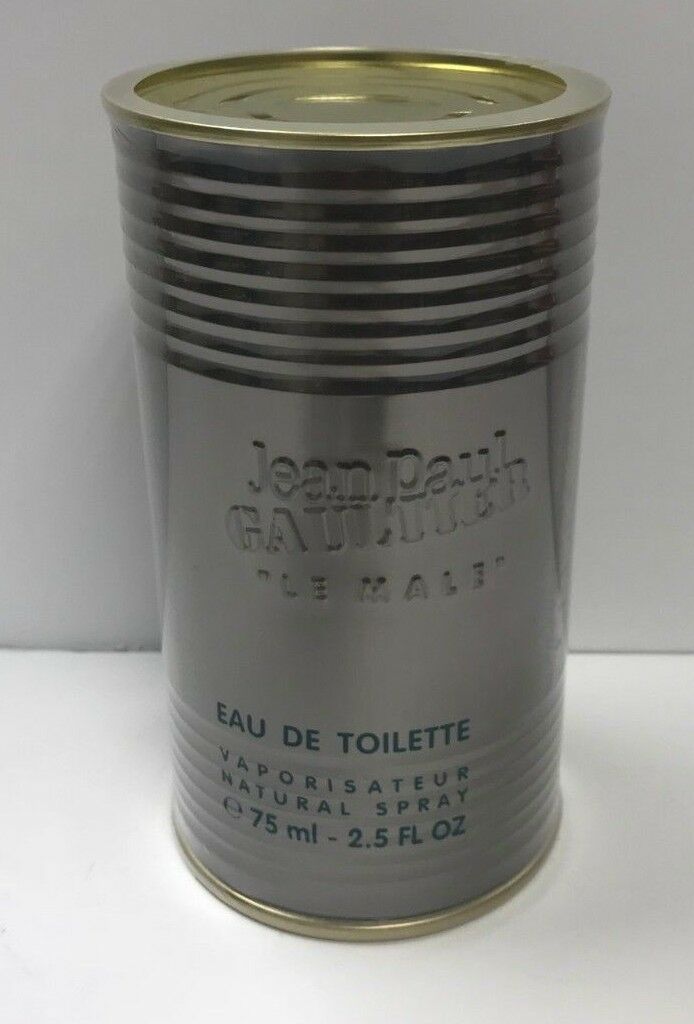 Jean Paul
GAULTIER
"LE MALE"
EAU DE TOILETTE
VAPORISATEUR
NATURAL SPRAY
℮ 75 ml - 2.5 FL OZ